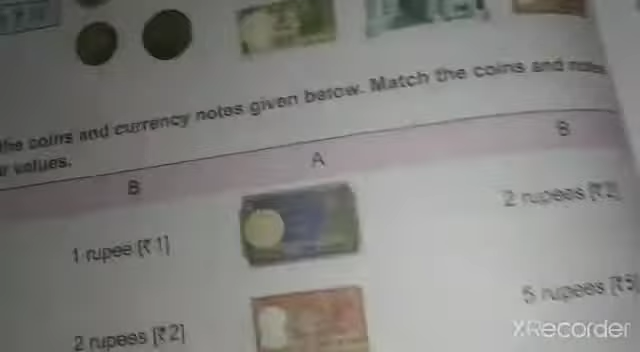 the coins and currency notes given below. Match the coins and notes
values.
B A B
1 rupee [₹ 1]
2 rupees [₹ 2]
2 rupees [₹ 2]
5 rupees [₹ 5]
XRecorder